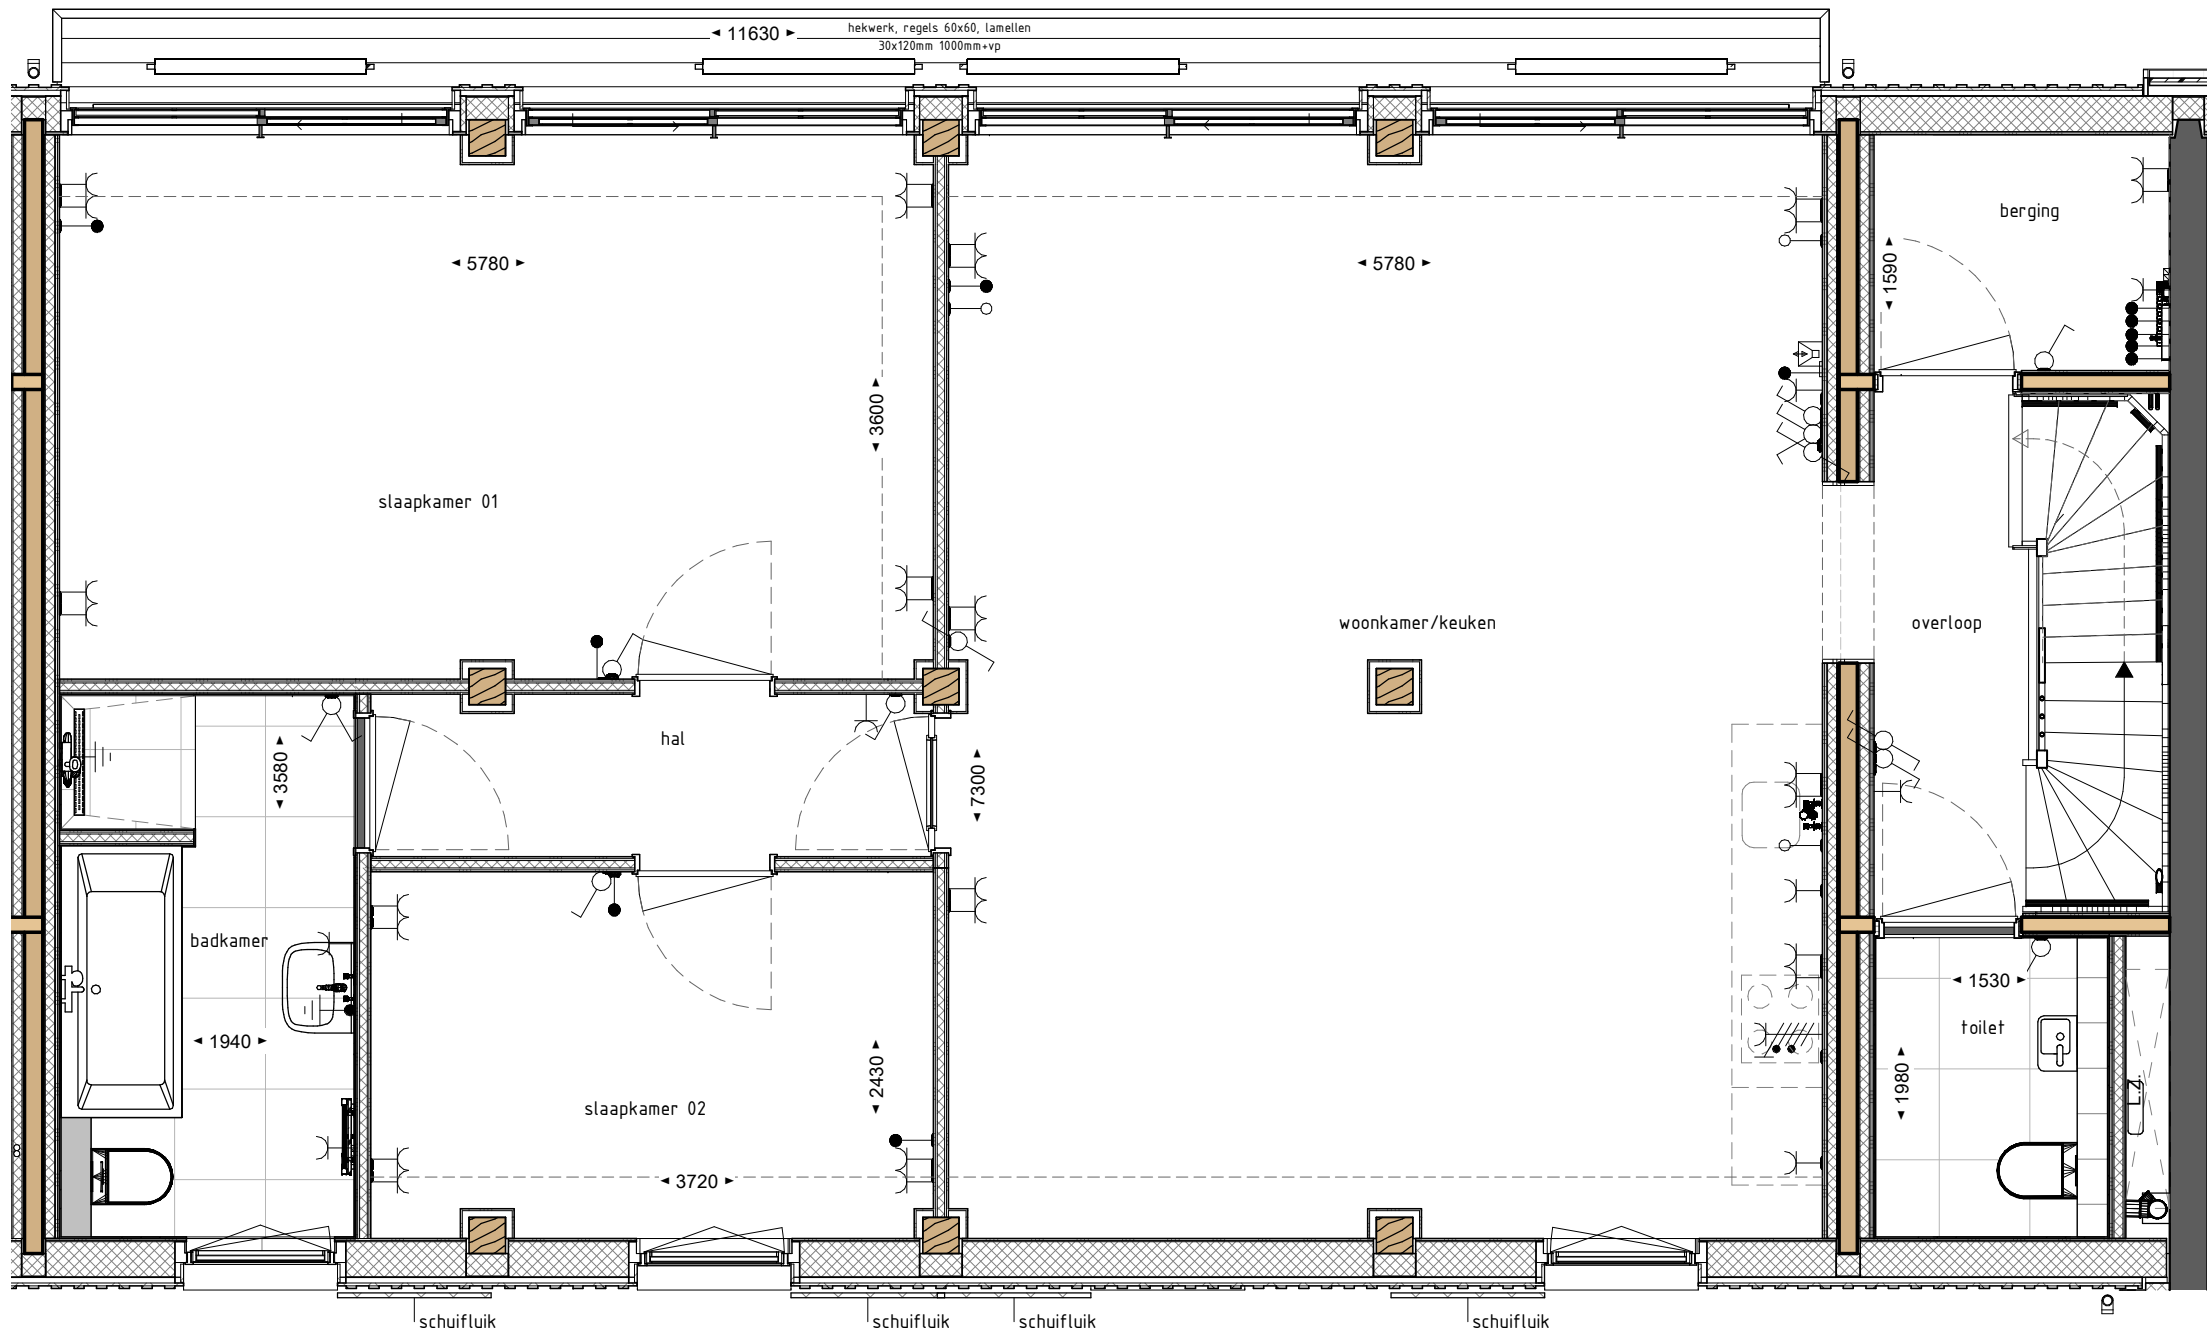 hekwerk, regels 60x60, lamellen
11630
30x120mm 1000mm+vp
berging
5780
5780
1590
3600
slaapkamer 01
woonkamer/keuken
overloop
hal
3580
7300
badkamer
1530
toilet
1940
2430
1980
L.Z.
slaapkamer 02
3720
schuifluik
schuifluik
schuifluik
schuifluik